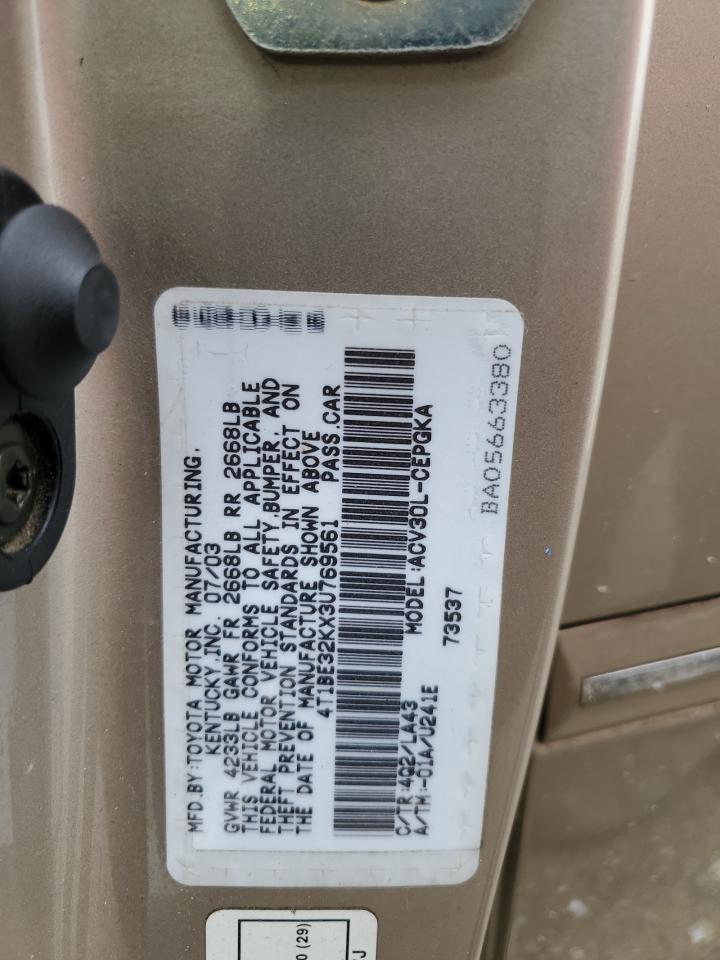 MFD.BY:TOYOTA MOTOR MANUFACTURING,
KENTUCKY,INC. 07/03
GVWR 4233LB GAWR FR 2668LB RR 2668LB
THIS VEHICLE CONFORMS TO ALL APPLICABLE
FEDERAL MOTOR VEHICLE SAFETY,BUMPER, AND
THEFT PREVENTION STANDARDS IN EFFECT ON
THE DATE OF MANUFACTURE SHOWN ABOVE
4T1BE32KX3U769561 PASS.CAR
C/TR:4Q2/LA43 MODEL:ACV30L-CEPGKA
A/TM:-01A/U241E
73537
BA05663380
0 (29)